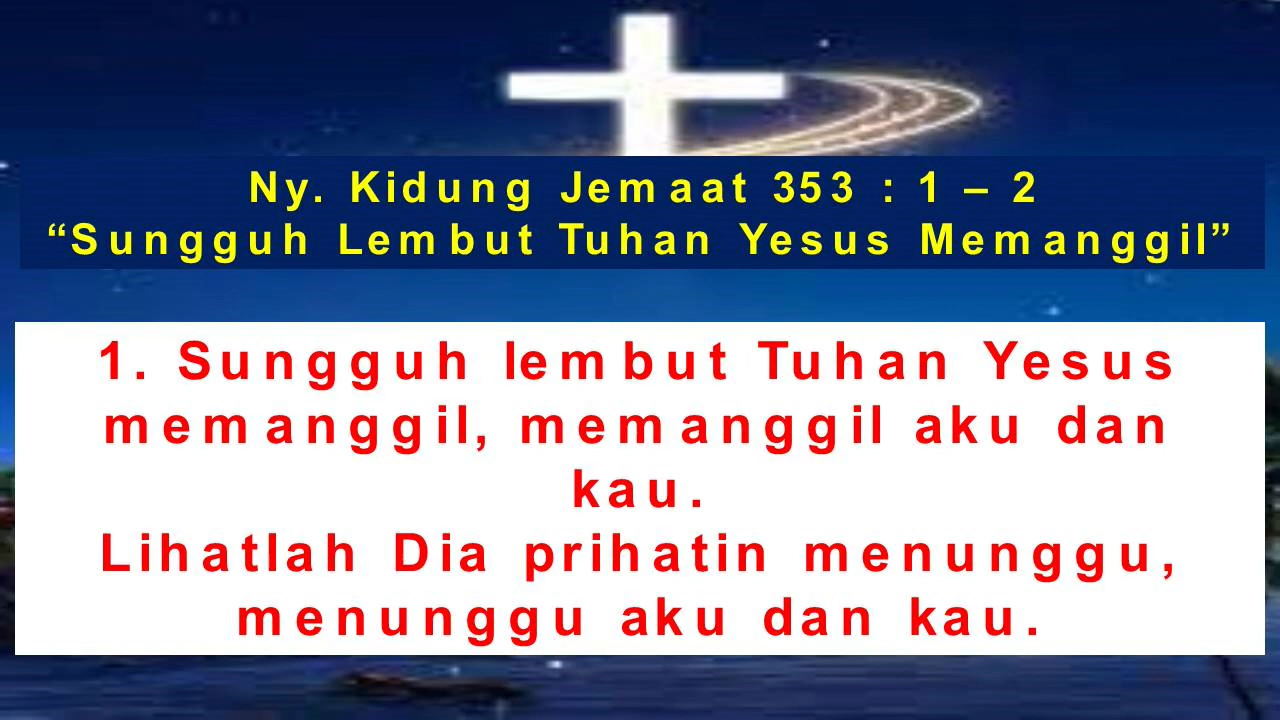 Ny. Kidung Jemaat 353 : 1 – 2
“Sungguh Lembut Tuhan Yesus Memanggil”
1. Sungguh lembut Tuhan Yesus
memanggil, memanggil aku dan
kau.
Lihatlah Dia prihatin menunggu,
menunggu aku dan kau.